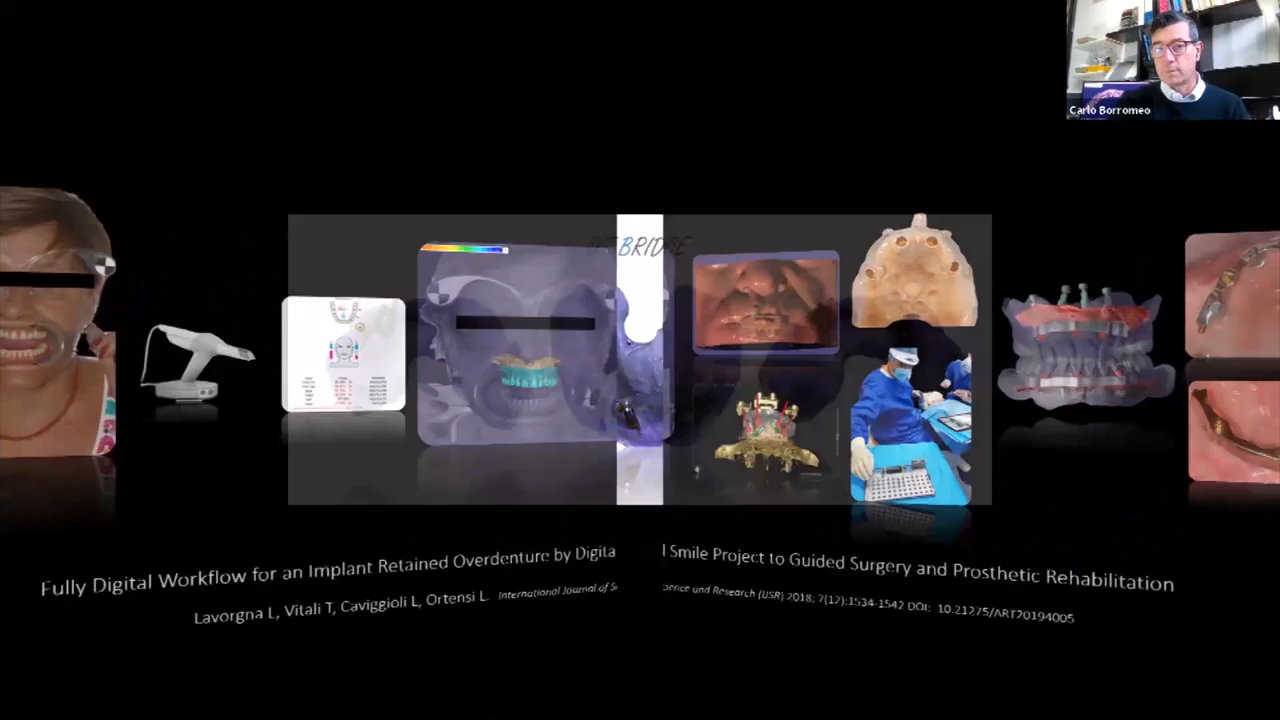 Carlo Borromeo
BRIDGE
Fully Digital Workflow for an Implant Retained Overdenture by Digita l Smile Project to Guided Surgery and Prosthetic Rehabilitation
Lavorgna L, Vitali T, Caviggioli L, Ortensi L. International Journal of S cience and Research (IJSR) 2018; 7(12):1534-1542 DOI: 10.21275/ART20194005